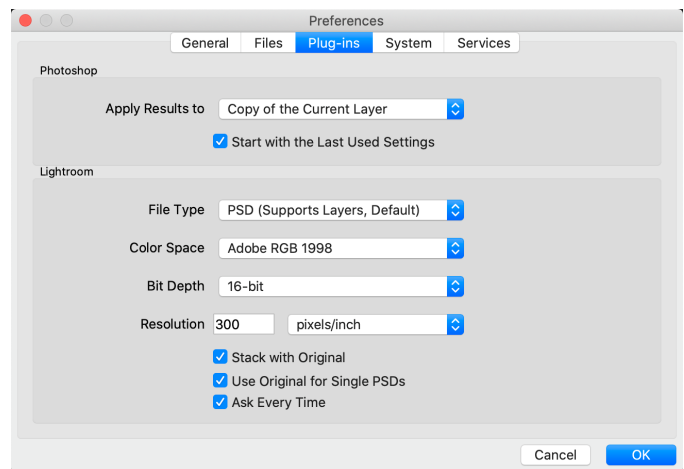 Preferences
General Files Plug-ins System Services
Photoshop
Apply Results to Copy of the Current Layer
Start with the Last Used Settings
Lightroom
File Type PSD (Supports Layers, Default)
Color Space Adobe RGB 1998
Bit Depth 16-bit
Resolution 300 pixels/inch
Stack with Original
Use Original for Single PSDs
Ask Every Time
Cancel OK